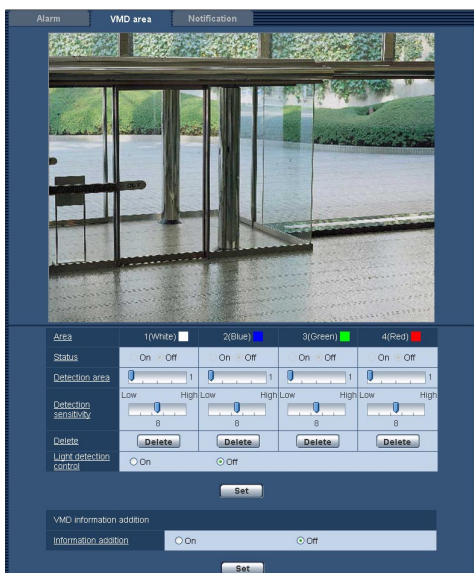 Alarm VMD area Notification
Area 1(White) 2(Blue) 3(Green) 4(Red)
Status On Off On Off On Off On Off
Detection area 1 1 1 1
Detection sensitivity Low High Low High Low High Low High
8 8 8 8
Delete Delete Delete Delete Delete
Light detection control On Off
Set
VMD information addition
Information addition On Off
Set